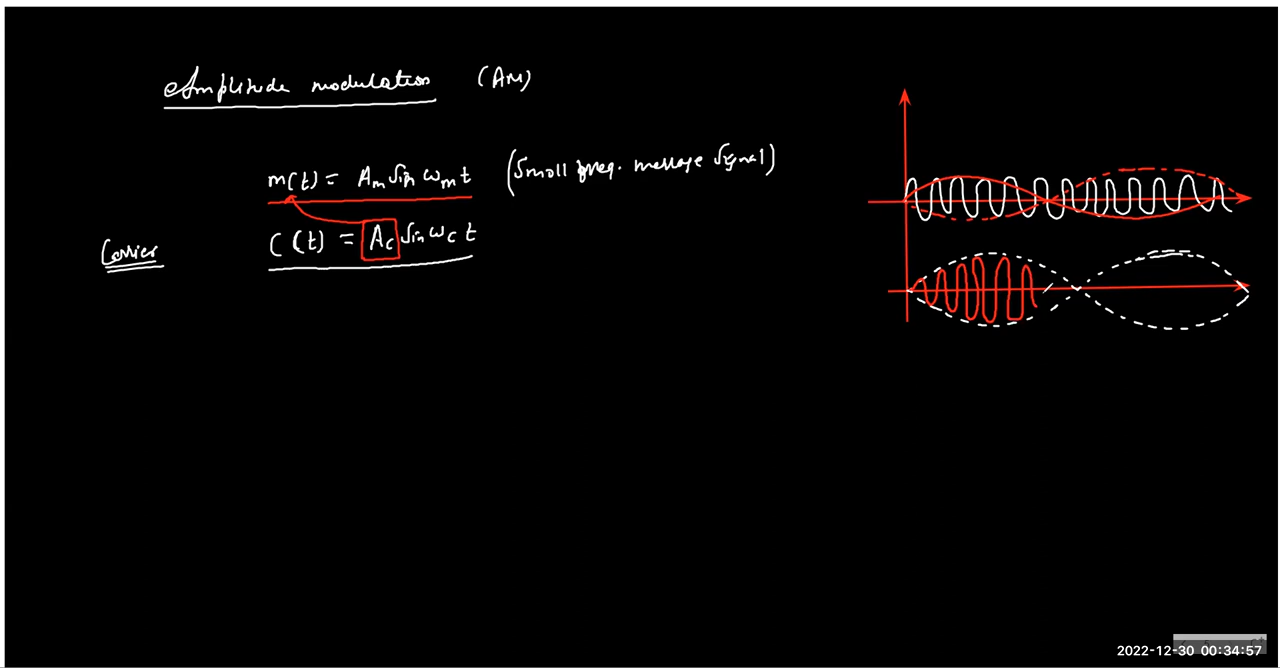 Amplitude modulation (AM)
m(t) = Am Sin ωm t (Small freq. message signal)
Carrier C(t) = Ac Sin ωc t
2022-12-30 00:34:57